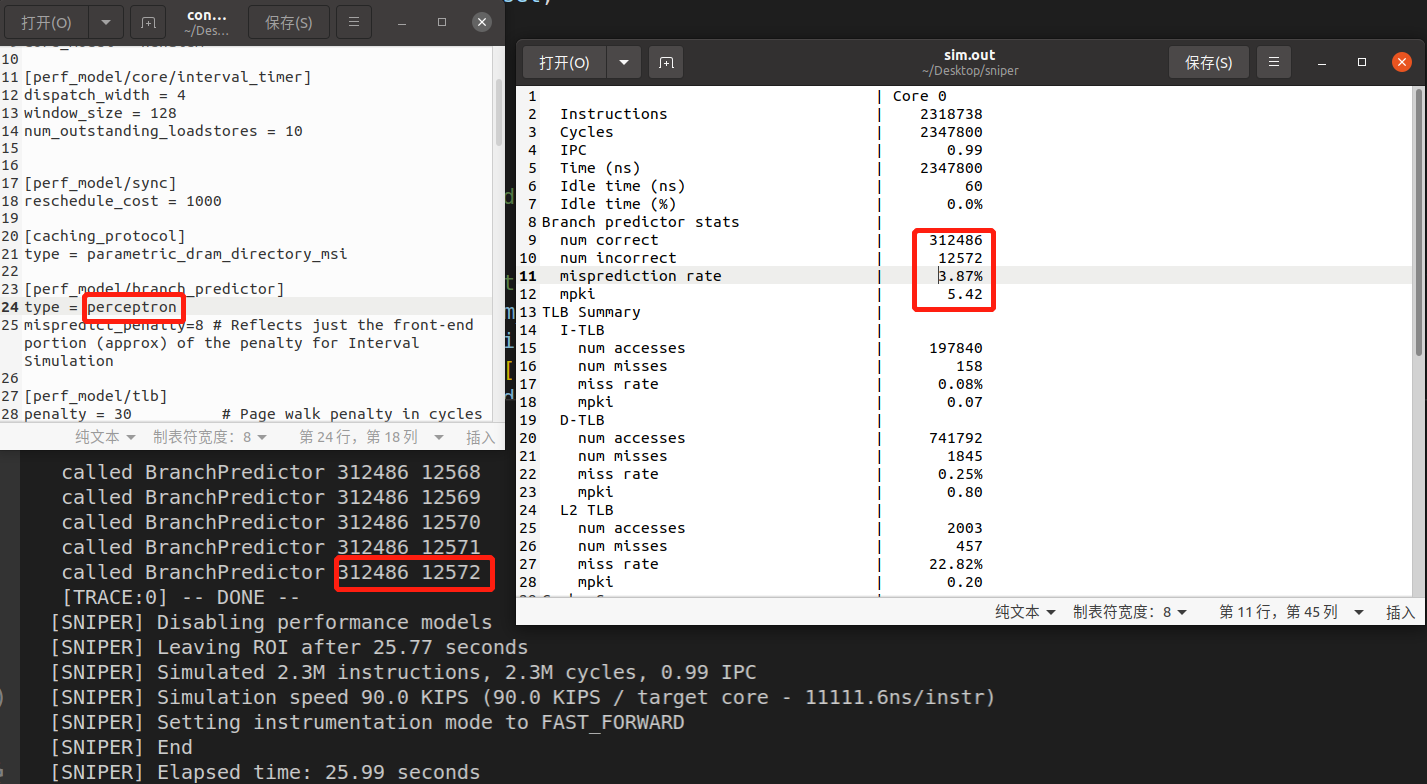 打开(O)
con...
~/Des...
保存(S)
10
11 [perf_model/core/interval_timer]
12 dispatch_width = 4
13 window_size = 128
14 num_outstanding_loadstores = 10
15
16
17 [perf_model/sync]
18 reschedule_cost = 1000
19
20 [caching_protocol]
21 type = parametric_dram_directory_msi
22
23 [perf_model/branch_predictor]
24 type = perceptron
25 mispredict_penalty=8 # Reflects just the front-end
portion (approx) of the penalty for Interval
Simulation
26
27 [perf_model/tlb]
28 penalty = 30 # Page walk penalty in cycles
纯文本 制表符宽度：8 第 24 行，第 18 列 插入
打开(O)
sim.out
~/Desktop/sniper
保存(S)
1 | Core 0
2 Instructions | 2318738
3 Cycles | 2347800
4 IPC | 0.99
5 Time (ns) | 2347800
6 Idle time (ns) | 60
7 Idle time (%) | 0.0%
8 Branch predictor stats |
9 num correct | 312486
10 num incorrect | 12572
11 misprediction rate | 3.87%
12 mpki | 5.42
13 TLB Summary |
14 I-TLB |
15 num accesses | 197840
16 num misses | 158
17 miss rate | 0.08%
18 mpki | 0.07
19 D-TLB |
20 num accesses | 741792
21 num misses | 1845
22 miss rate | 0.25%
23 mpki | 0.80
24 L2 TLB |
25 num accesses | 2003
26 num misses | 457
27 miss rate | 22.82%
28 mpki | 0.20
纯文本 制表符宽度：8 第 11 行，第 45 列 插入
called BranchPredictor 312486 12568
called BranchPredictor 312486 12569
called BranchPredictor 312486 12570
called BranchPredictor 312486 12571
called BranchPredictor 312486 12572
[TRACE:0] -- DONE --
[SNIPER] Disabling performance models
[SNIPER] Leaving ROI after 25.77 seconds
[SNIPER] Simulated 2.3M instructions, 2.3M cycles, 0.99 IPC
[SNIPER] Simulation speed 90.0 KIPS (90.0 KIPS / target core - 11111.6ns/instr)
[SNIPER] Setting instrumentation mode to FAST_FORWARD
[SNIPER] End
[SNIPER] Elapsed time: 25.99 seconds